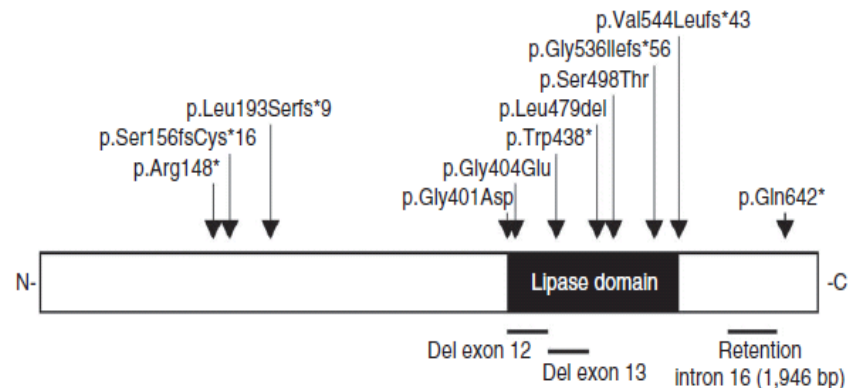 p.Val544Leufs*43
p.Gly536Ilefs*56
p.Ser498Thr
p.Leu193Serfs*9
p.Leu479del
p.Ser156fsCys*16
p.Trp438*
p.Arg148*
p.Gly404Glu
p.Gly401Asp
p.Gln642*
N-
Lipase domain
-C
Del exon 12
Del exon 13
Retention
intron 16 (1,946 bp)